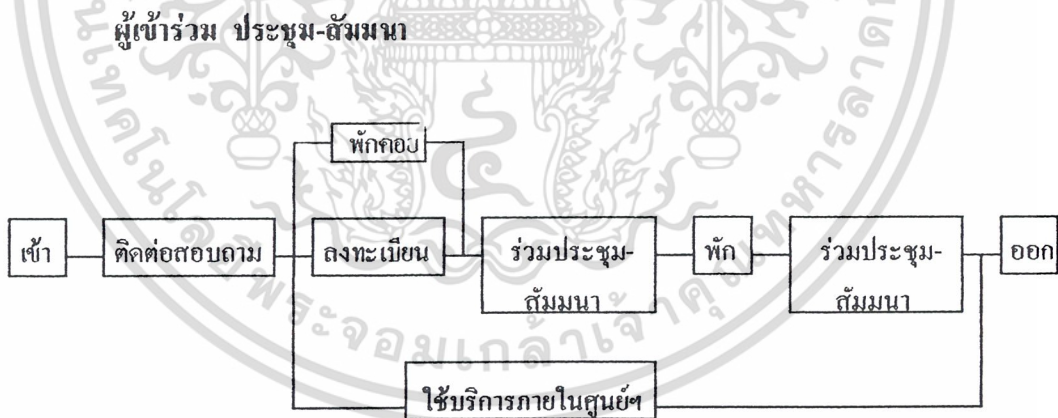 ผู้เข้าร่วม ประชุม-สัมมนา
พักคอย
เข้า
ติดต่อสอบถาม
ลงทะเบียน
ร่วมประชุม-
สัมมนา
พัก
ร่วมประชุม-
สัมมนา
ออก
ใช้บริการภายในศูนย์ฯ